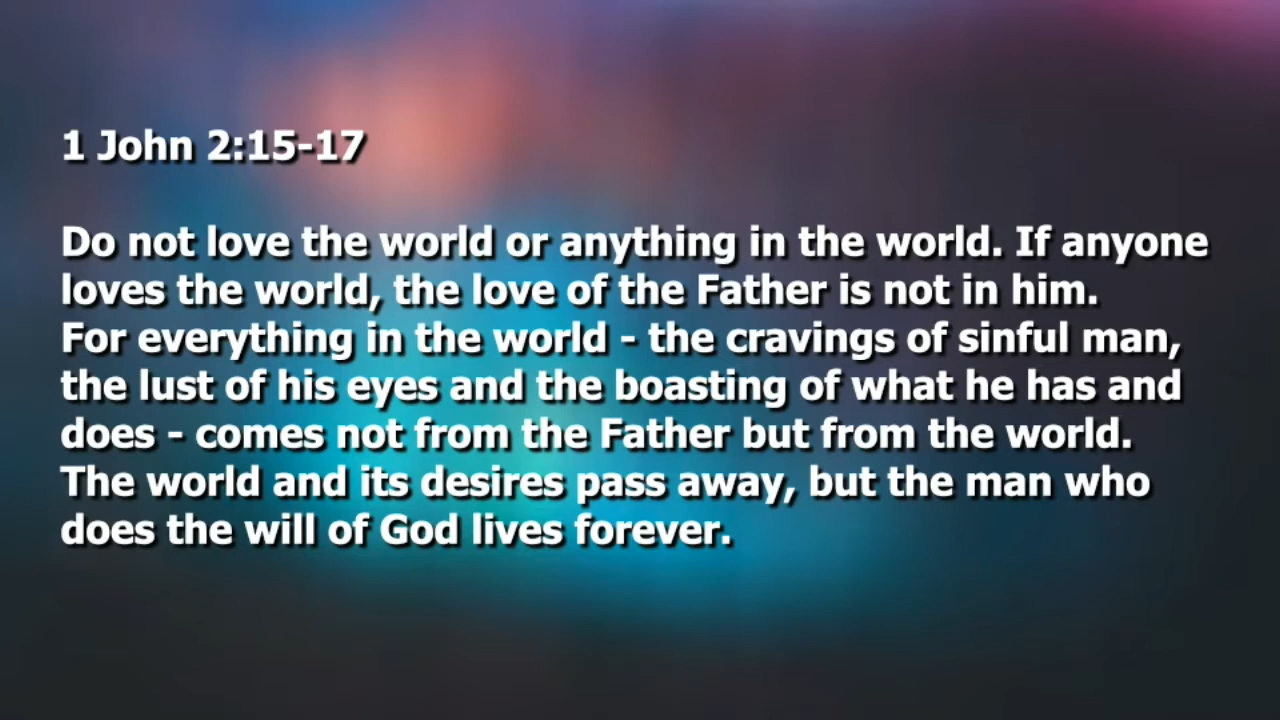 1 John 2:15-17
Do not love the world or anything in the world. If anyone
loves the world, the love of the Father is not in him.
For everything in the world - the cravings of sinful man,
the lust of his eyes and the boasting of what he has and
does - comes not from the Father but from the world.
The world and its desires pass away, but the man who
does the will of God lives forever.